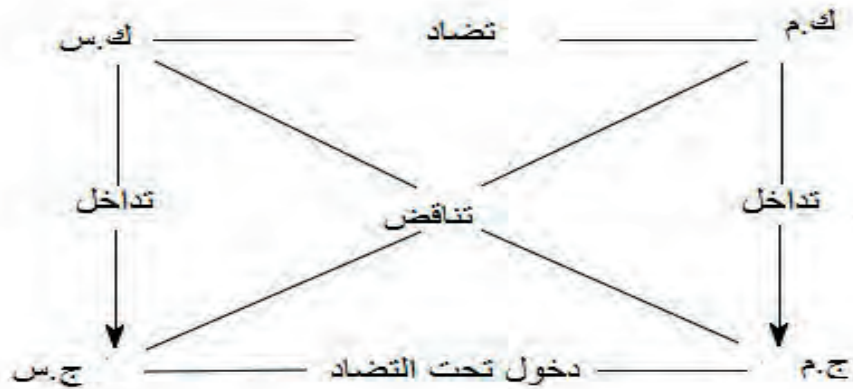 ك.م تضاد ك.س
تداخل تناقض تداخل
ج.م دخول تحت التضاد ج.س